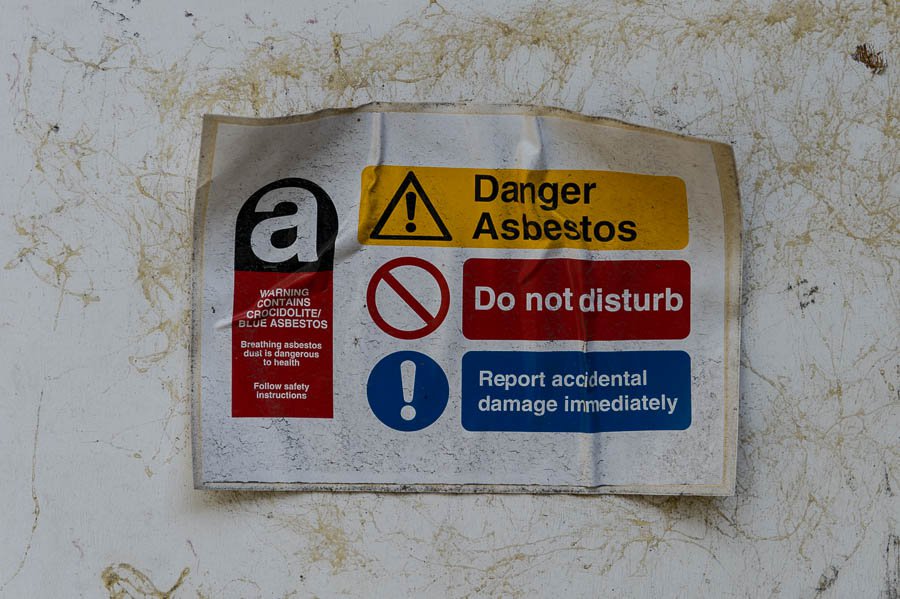 a
WARNING
CONTAINS
CROCIDOLITE/
BLUE ASBESTOS
Breathing asbestos
dust is dangerous
to health
Follow safety
instructions
Danger
Asbestos
Do not disturb
Report accidental
damage immediately